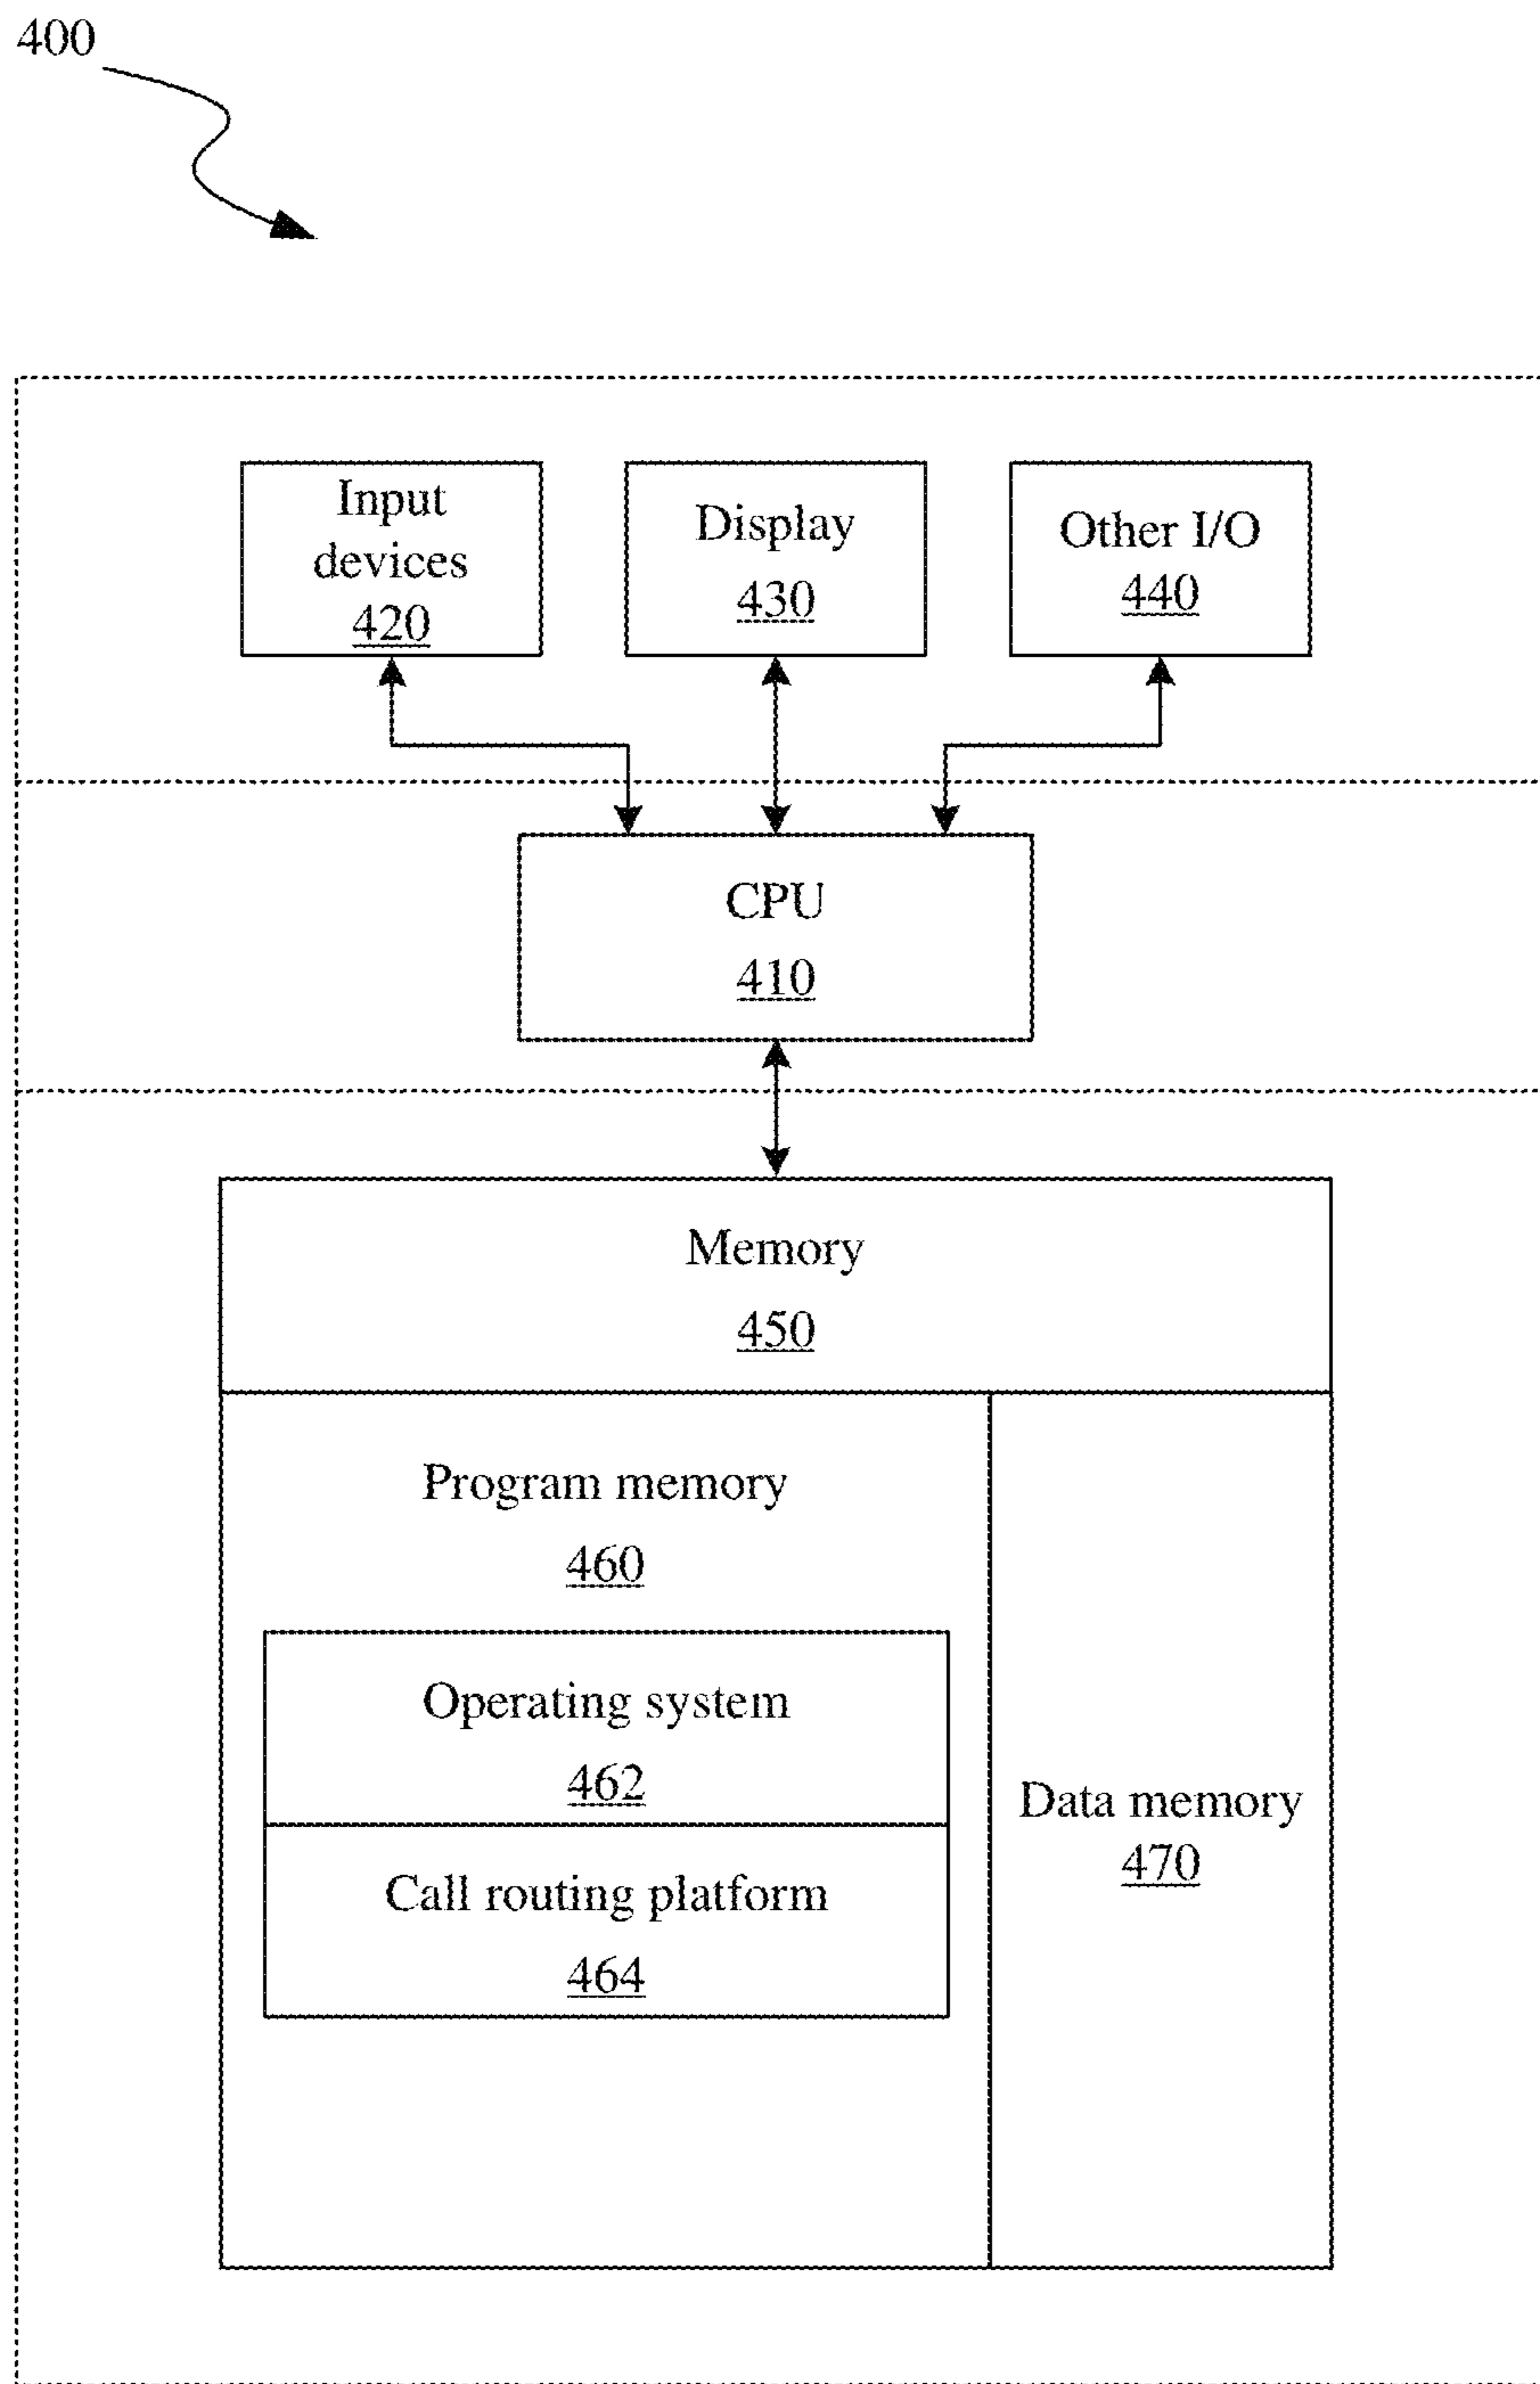 400
Input
devices
420
Display
430
Other I/O
440
CPU
410
Memory
450
Program memory
460
Operating system
462
Call routing platform
464
Data memory
470